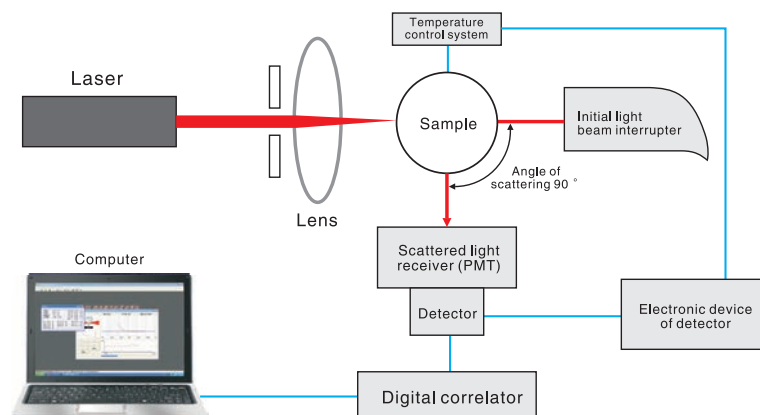 Temperature
control system
Laser
Sample
Initial light
beam interrupter
Angle of
scattering 90 °
Lens
Scattered light
receiver (PMT)
Computer
Detector
Electronic device
of detector
Digital correlator